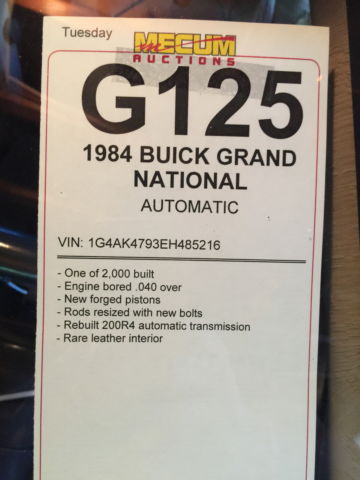 Tuesday
MECUM
AUCTIONS
G125
1984 BUICK GRAND
NATIONAL
AUTOMATIC
VIN: 1G4AK4793EH485216
- One of 2,000 built
- Engine bored .040 over
- New forged pistons
- Rods resized with new bolts
- Rebuilt 200R4 automatic transmission
- Rare leather interior